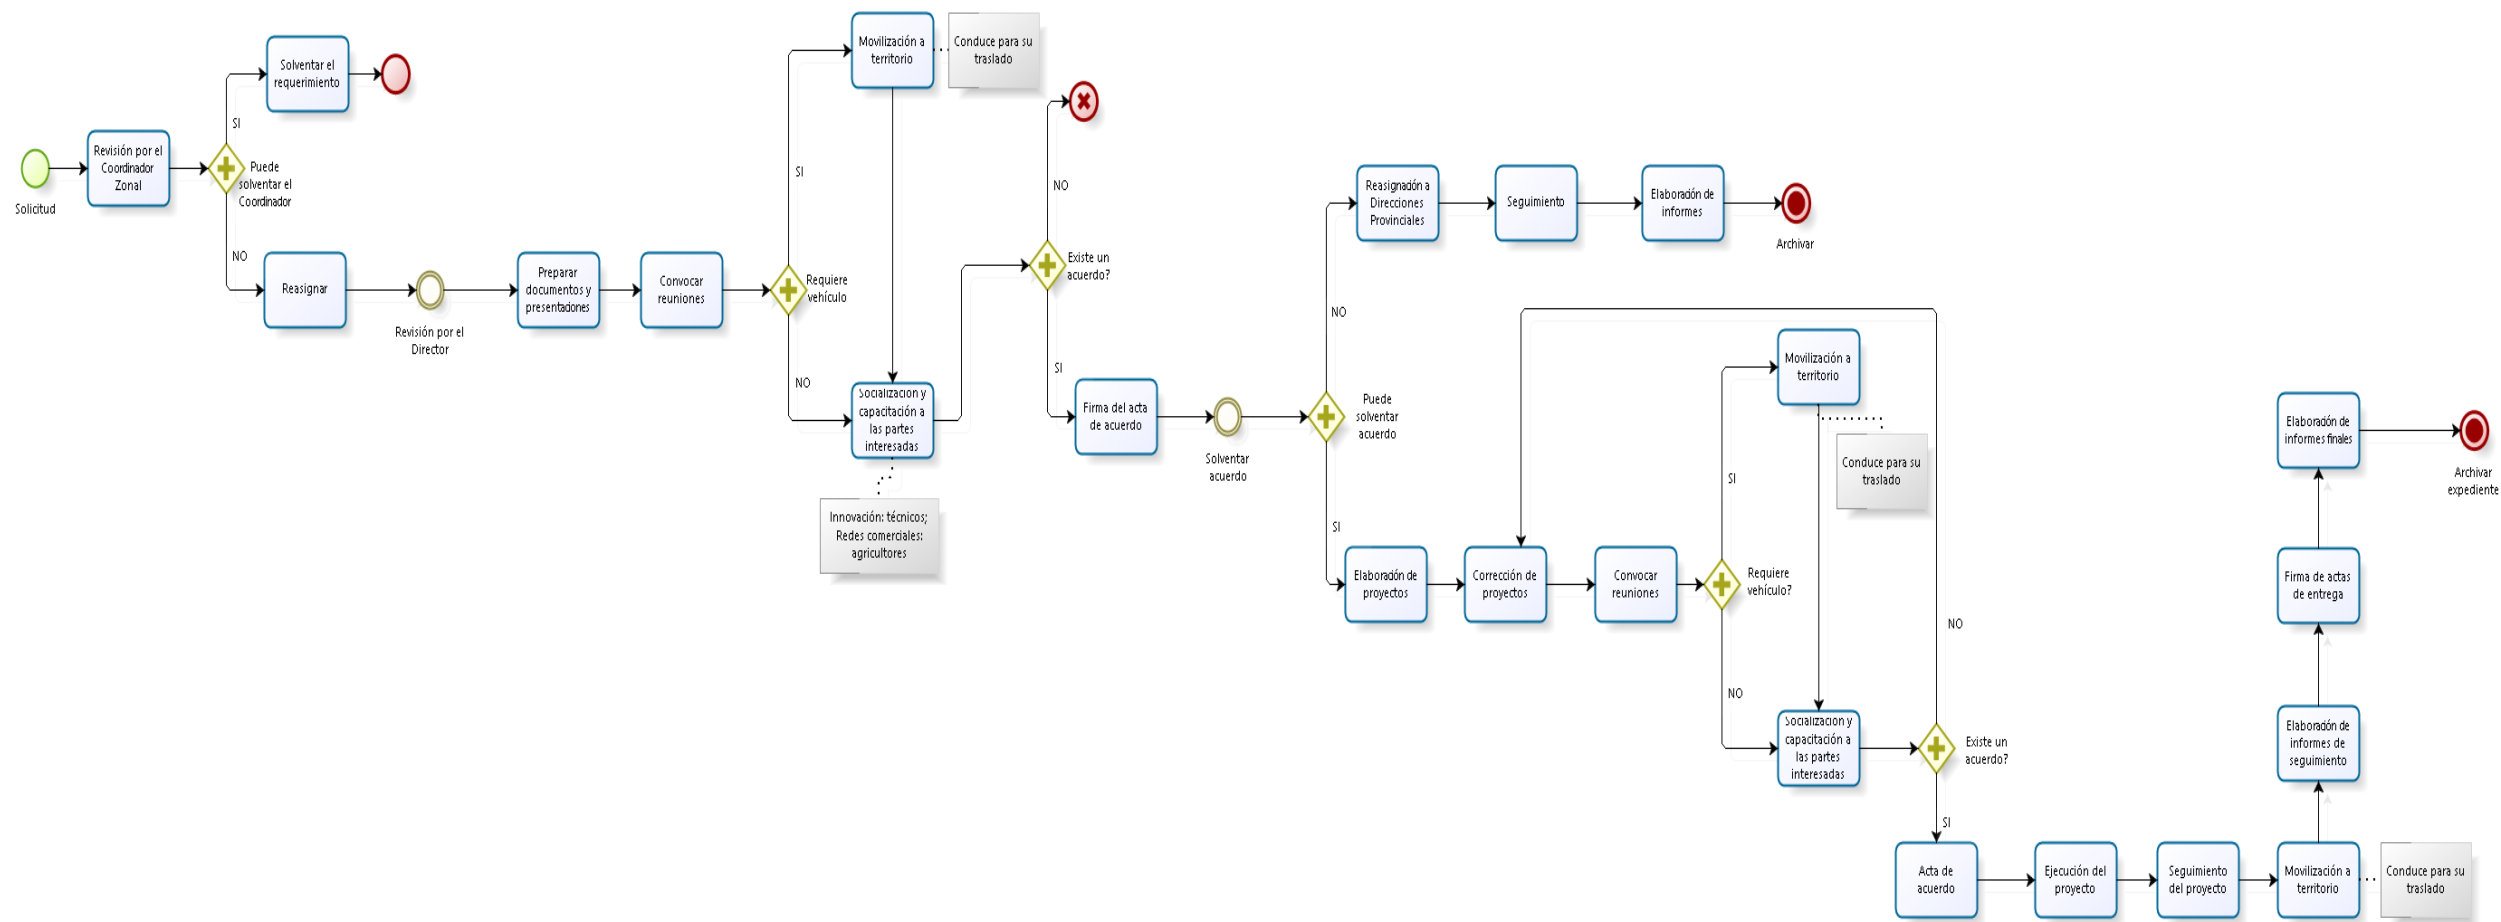 Solicitud
Revisión por el
Coordinador
Zonal
Puede
solventar el
Coordinador
SI
Solventar el
requerimiento
NO
Reasignar
Revisión por el
Director
Preparar
documentos y
presentaciones
Convocar
reuniones
Requiere
vehículo
SI
Movilización a
territorio
Conduce para su
traslado
NO
Socialización y
capacitación a
las partes
interesadas
Innovación: técnicos;
Redes comerciales:
agricultores
Existe un
acuerdo?
NO
SI
Firma del acta
de acuerdo
Solventar
acuerdo
Puede
solventar
acuerdo
NO
Reasignación a
Direcciones
Provinciales
Seguimiento
Elaboración de
informes
Archivar
SI
Elaboración de
proyectos
Corrección de
proyectos
Convocar
reuniones
Requiere
vehículo?
SI
Movilización a
territorio
Conduce para su
traslado
NO
Socialización y
capacitación a
las partes
interesadas
Existe un
acuerdo?
NO
SI
Acta de
acuerdo
Ejecución del
proyecto
Seguimiento
del proyecto
Movilización a
territorio
Conduce para su
traslado
Elaboración de
informes de
seguimiento
Firma de actas
de entrega
Elaboración de
informes finales
Archivar
expediente